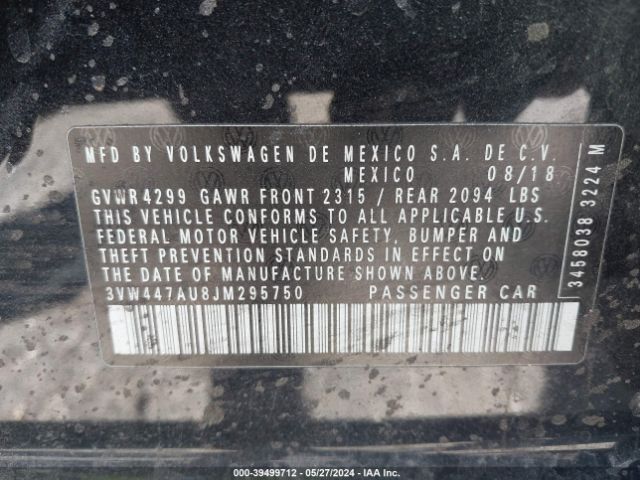 MFD BY VOLKSWAGEN DE MEXICO S.A. DE C.V.
MEXICO 08/18
GVWR 4299 GAWR FRONT 2315 / REAR 2094 LBS
THIS VEHICLE CONFORMS TO ALL APPLICABLE U.S.
FEDERAL MOTOR VEHICLE SAFETY, BUMPER AND
THEFT PREVENTION STANDARDS IN EFFECT ON
THE DATE OF MANUFACTURE SHOWN ABOVE.
3VW447AU8JM295750 PASSENGER CAR
3458038 3224 M
000-39499712 - 05/27/2024 - IAA Inc.